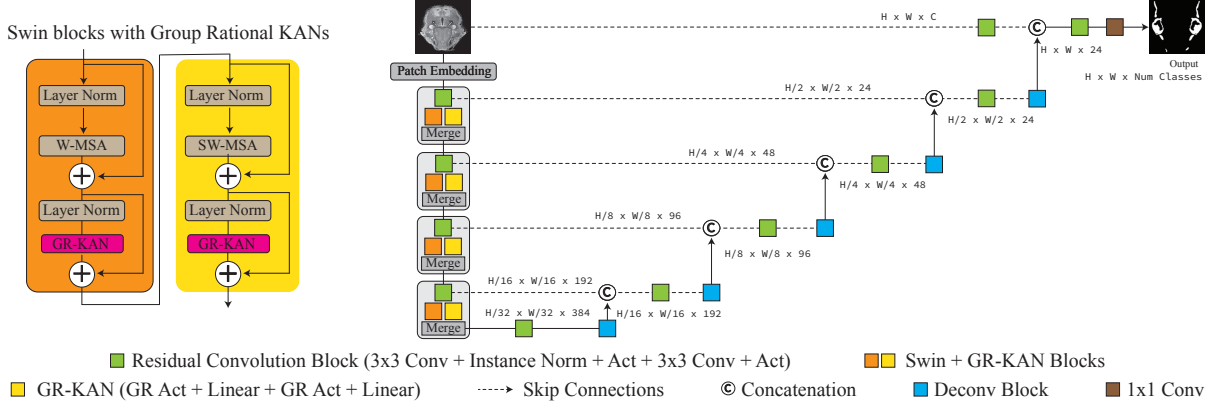 Swin blocks with Group Rational KANs
Layer Norm
W-MSA
Layer Norm
GR-KAN
Layer Norm
SW-MSA
Layer Norm
GR-KAN
Patch Embedding
Merge
Merge
Merge
Merge
H x W x C
C
H x W x 24
Output
H x W x Num Classes
H/2 x W/2 x 24
C
H/2 x W/2 x 24
H/4 x W/4 x 48
C
H/4 x W/4 x 48
H/8 x W/8 x 96
C
H/8 x W/8 x 96
H/16 x W/16 x 192
C
H/16 x W/16 x 192
H/32 x W/32 x 384
Residual Convolution Block (3x3 Conv + Instance Norm + Act + 3x3 Conv + Act)
Swin + GR-KAN Blocks
GR-KAN (GR Act + Linear + GR Act + Linear)
Skip Connections
C Concatenation
Deconv Block
1x1 Conv